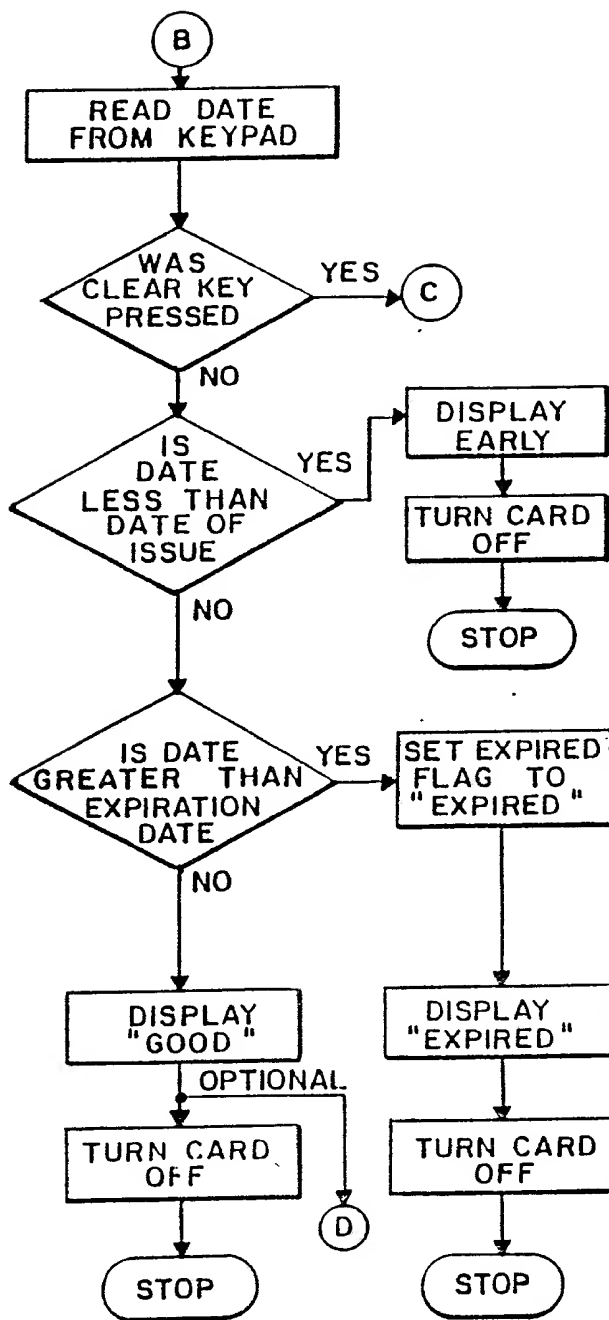 B
READ DATE
FROM KEYPAD
WAS
CLEAR KEY
PRESSED
YES
C
NO
IS
DATE
LESS THAN
DATE OF
ISSUE
YES
DISPLAY
EARLY
TURN CARD
OFF
STOP
NO
IS DATE
GREATER THAN
EXPIRATION
DATE
YES
SET EXPIRED
FLAG TO
"EXPIRED"
NO
DISPLAY
"GOOD"
OPTIONAL
TURN CARD
OFF
D
STOP
DISPLAY
"EXPIRED"
TURN CARD
OFF
STOP